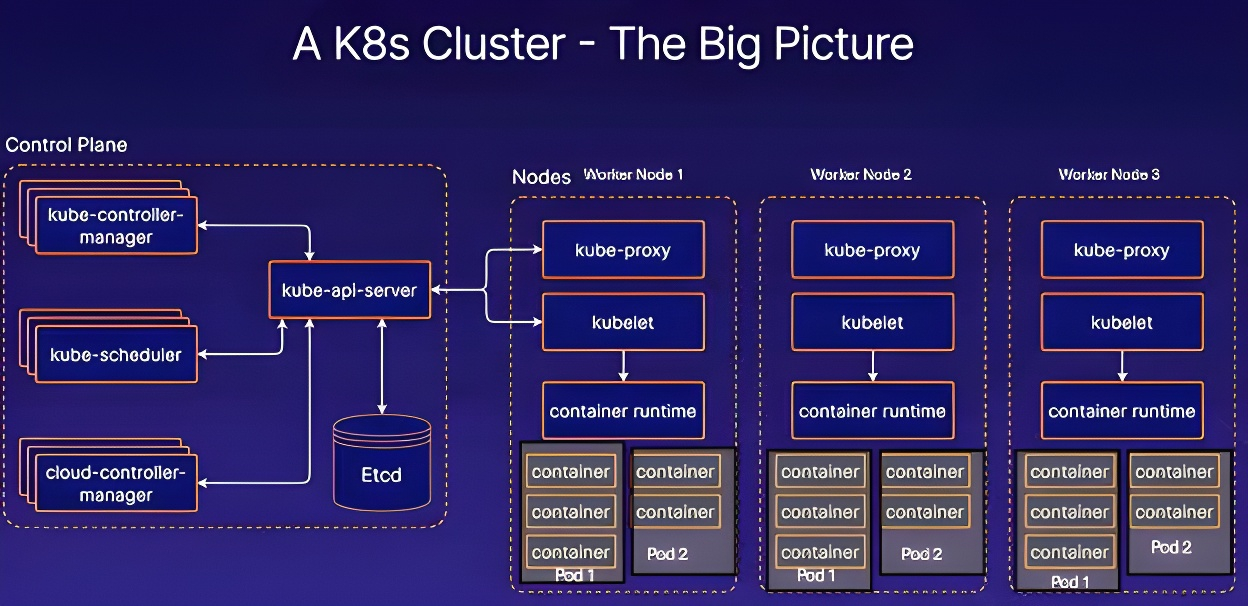 A K8s Cluster - The Big Picture
Control Plane
kube-controller-
manager
kube-api-server
kube-scheduler
cloud-controller-
manager
Etcd
Nodes
Worker Node 1
kube-proxy
kubelet
container runtime
container
container
container
Pod 1
container
container
Pod 2
Worker Node 2
kube-proxy
kubelet
container runtime
container
container
container
Pod 1
container
container
Pod 2
Worker Node 3
kube-proxy
kubelet
container runtime
container
container
container
Pod 1
container
container
Pod 2